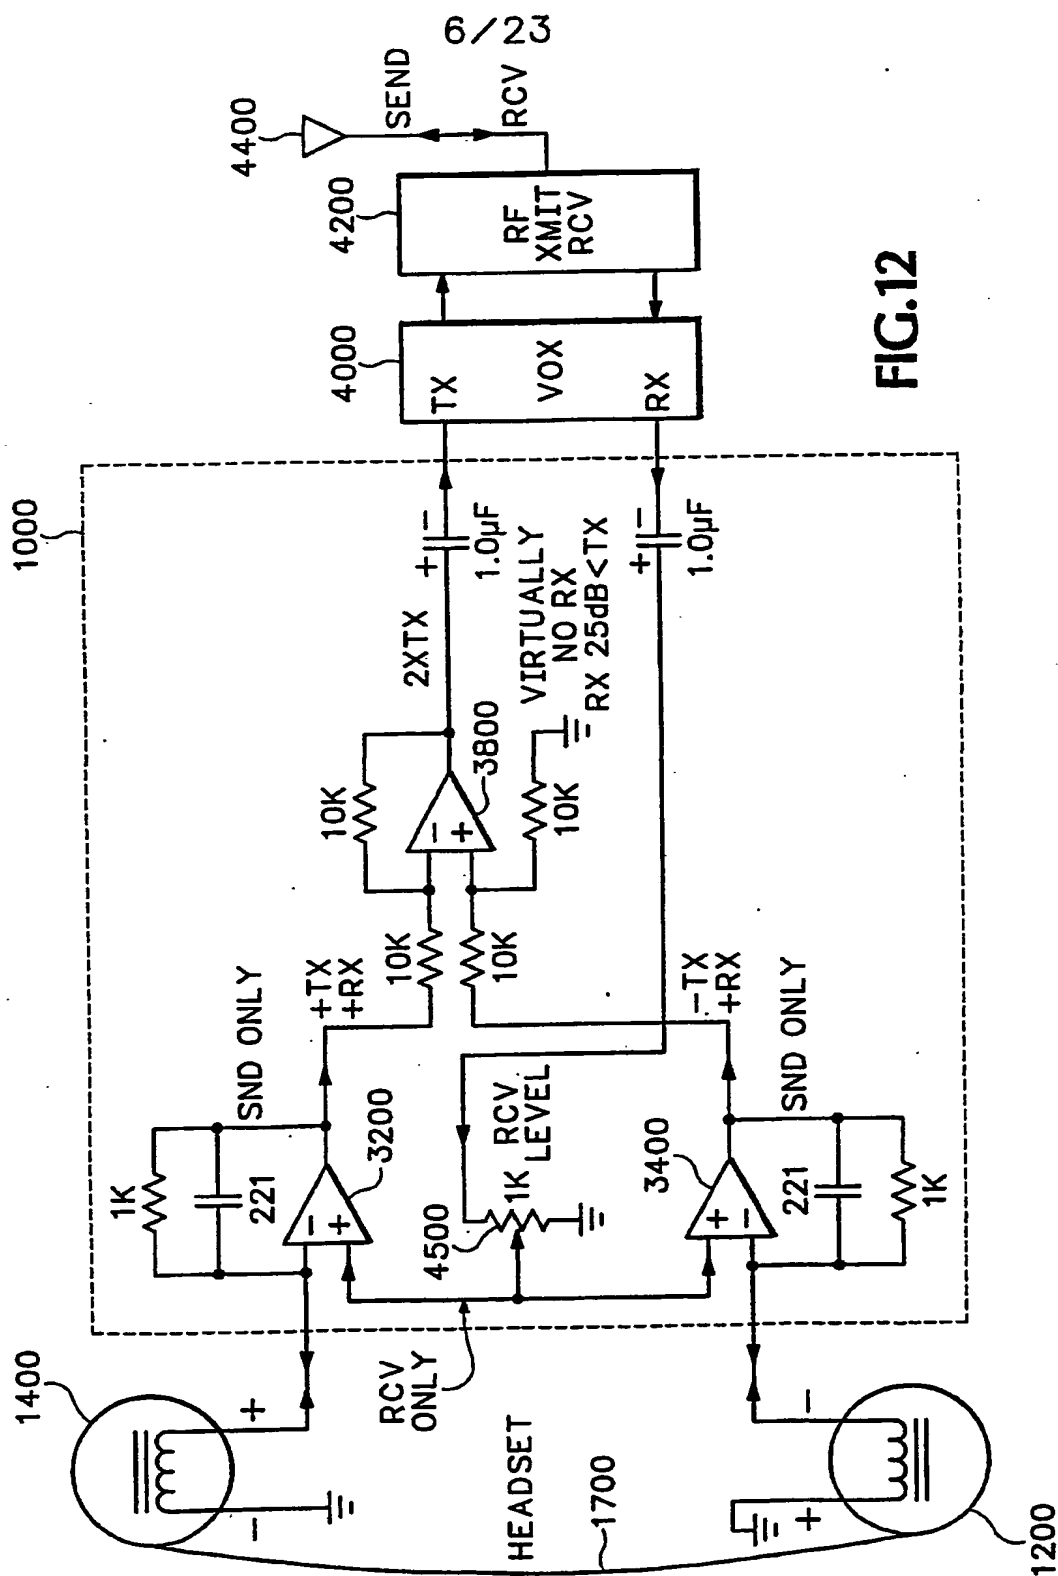 6/23
4400
SEND
RCV
4200
RF
XMIT
RCV
4000
TX
VOX
RX
1000
2XTX
+
−
1.0µF
VIRTUALLY
NO RX
RX 25dB<TX
+
−
1.0µF
10K
−
+
3800
10K
10K
10K
SND ONLY
+TX
+RX
−TX
+RX
SND ONLY
1K
221
−
+
3200
RCV
LEVEL
1K
4500
3400
+
−
221
1K
RCV
ONLY
1400
+
−
HEADSET
1700
−
+
1200
FIG.12